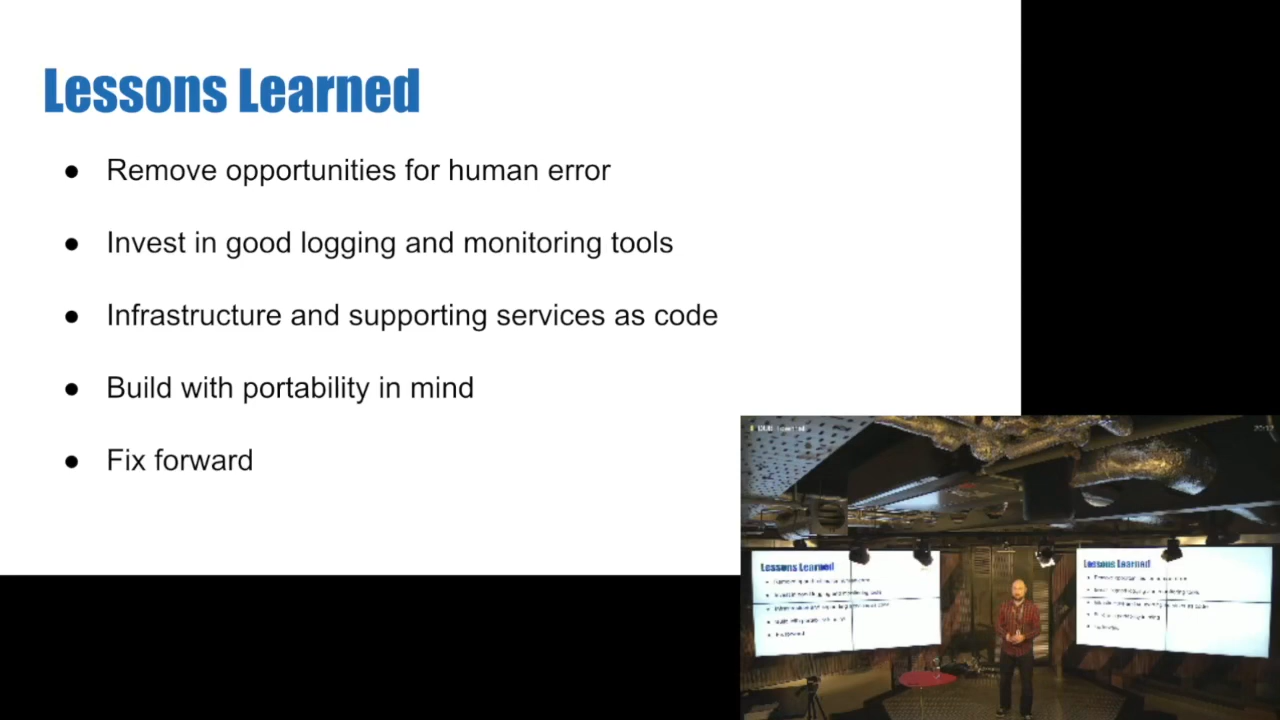 Lessons Learned
● Remove opportunities for human error
● Invest in good logging and monitoring tools
● Infrastructure and supporting services as code
● Build with portability in mind
● Fix forward
Lessons Learned
Lessons Learned